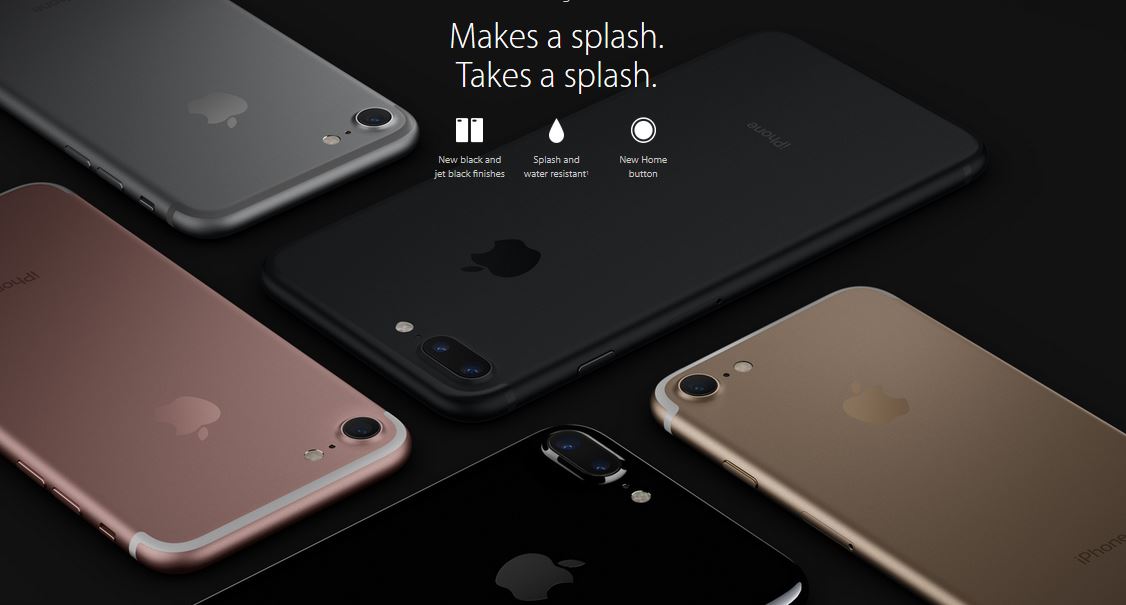 Makes a splash.
Takes a splash.
New black and
jet black finishes
Splash and
water resistant¹
New Home
button
iPhone
iPhone
iPhone